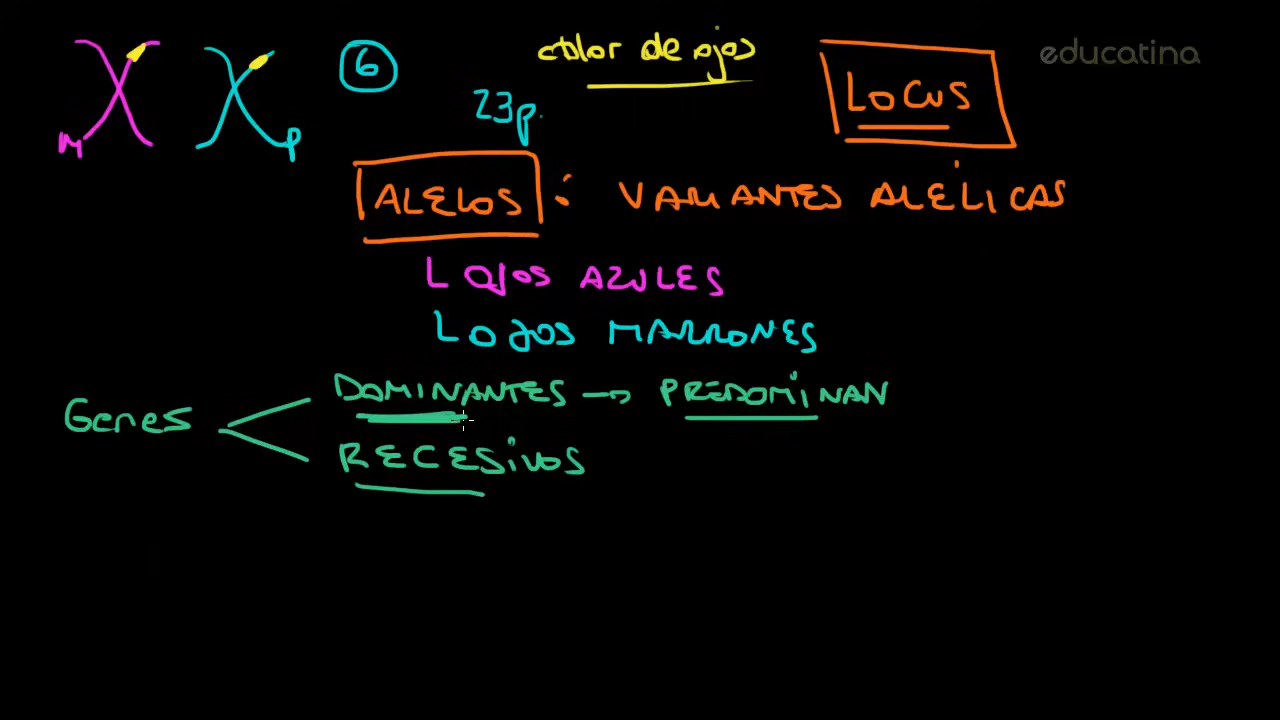 M P
6
color de ojos
23p.
LOCUS
educatina
ALELOS : VARIANTES ALÉLICAS
OJOS AZULES
OJOS MARRONES
Genes
DOMINANTES → PREDOMINAN
RECESIVOS